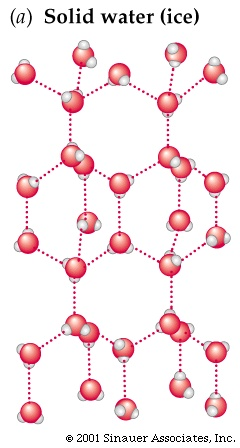 (a) Solid water (ice)
© 2001 Sinauer Associates, Inc.